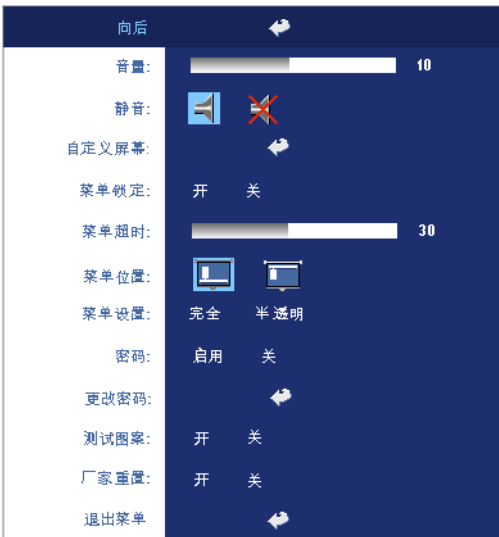 向后
音量: 10
静音:
自定义屏幕:
菜单锁定: 开 关
菜单超时: 30
菜单位置:
菜单设置: 完全 半透明
密码: 启用 关
更改密码:
测试图案: 开 关
厂家重置: 开 关
退出菜单